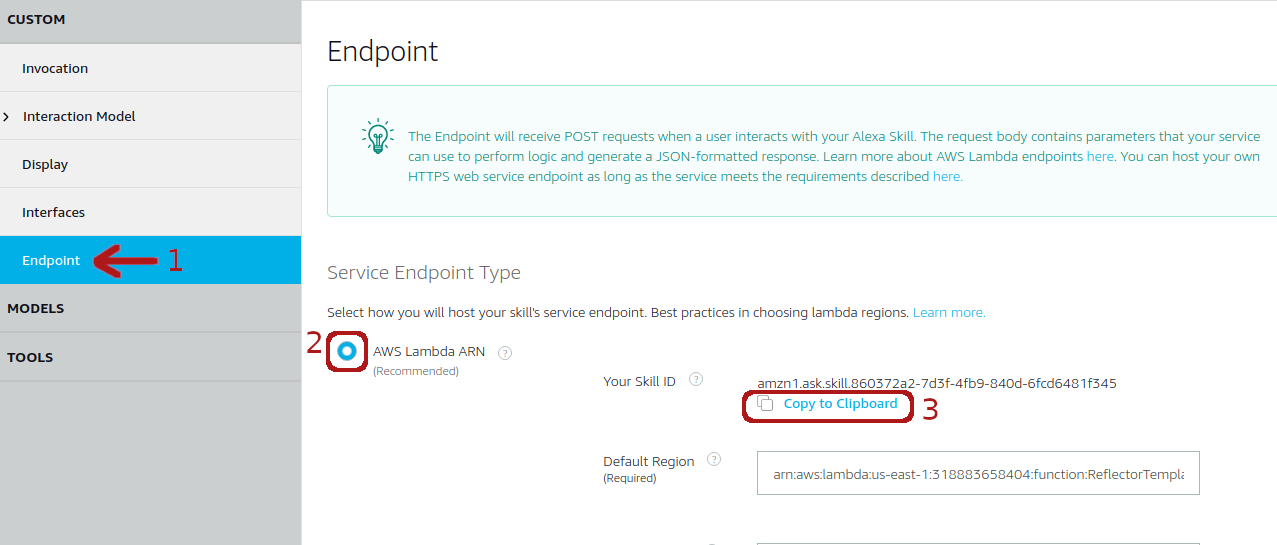 CUSTOM
Invocation
Interaction Model
Display
Interfaces
Endpoint
1
MODELS
TOOLS
Endpoint
The Endpoint will receive POST requests when a user interacts with your Alexa Skill. The request body contains parameters that your service
can use to perform logic and generate a JSON-formatted response. Learn more about AWS Lambda endpoints here. You can host your own
HTTPS web service endpoint as long as the service meets the requirements described here.
Service Endpoint Type
Select how you will host your skill's service endpoint. Best practices in choosing lambda regions. Learn more.
2
AWS Lambda ARN ?
(Recommended)
Your Skill ID ?
amzn1.ask.skill.860372a2-7d3f-4fb9-840d-6fcd6481f345
Copy to Clipboard
3
Default Region ?
(Required)
arn:aws:lambda:us-east-1:318883658404:function:ReflectorTempla